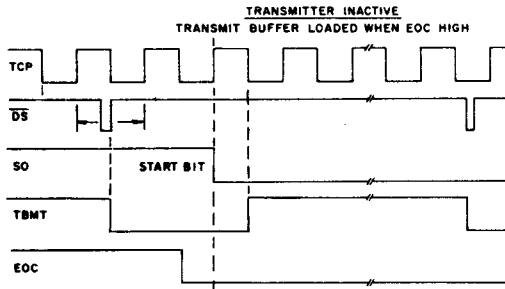 TRANSMITTER INACTIVE
TRANSMIT BUFFER LOADED WHEN EOC HIGH
TCP
DS
SO
START BIT
TBMT
EOC